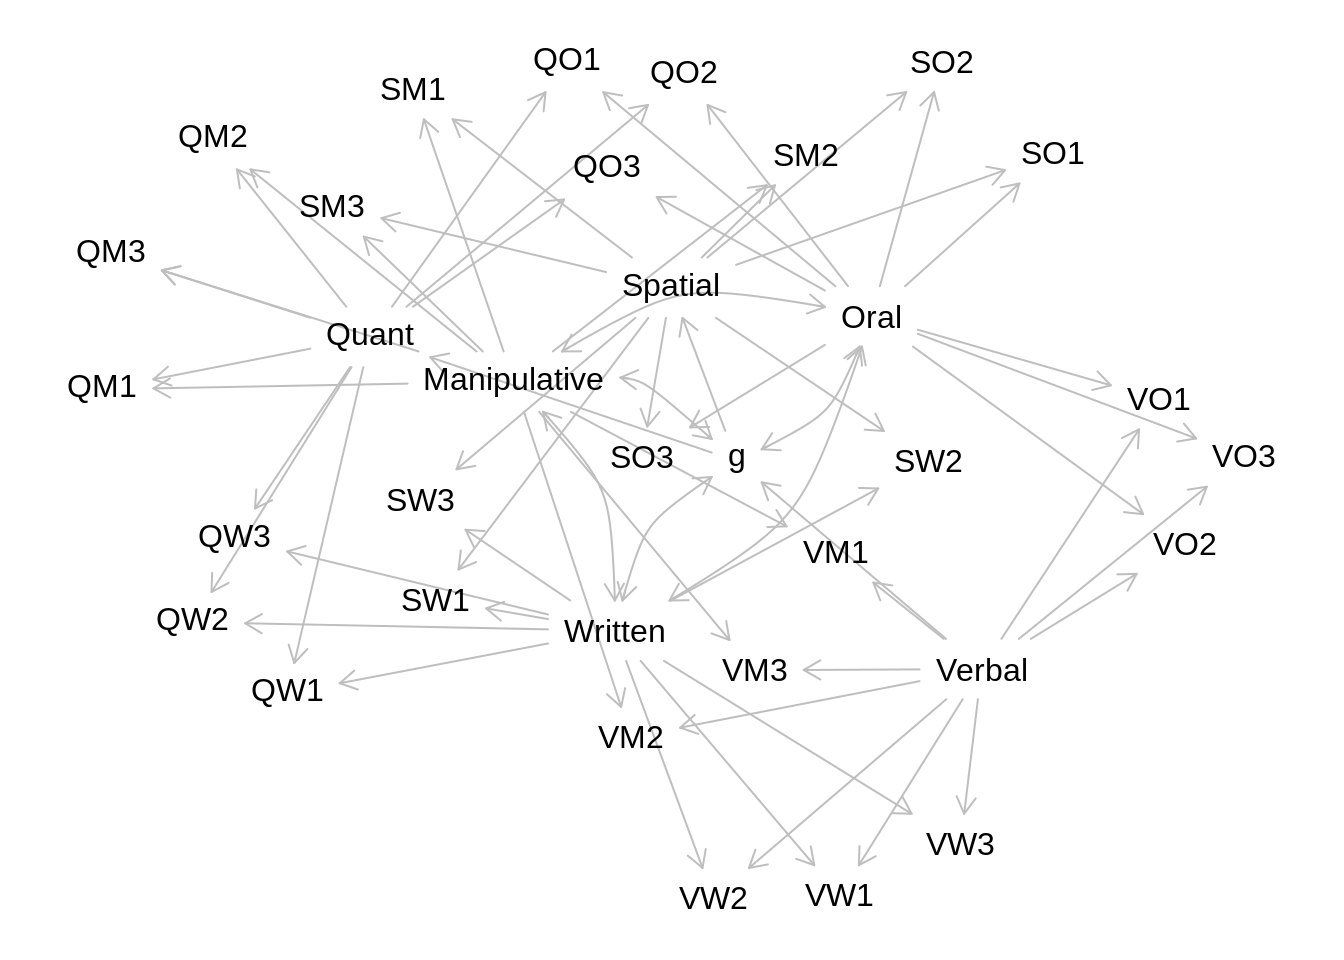 QO1
SO2
QO2
SM1
QM2
SO1
SM2
QO3
SM3
QM3
Spatial
Oral
Quant
Manipulative
QM1
VO1
g
VO3
SO3
SW2
SW3
QW3
VO2
VM1
SW1
QW2
Written
VM3
Verbal
QW1
VM2
VW3
VW1
VW2